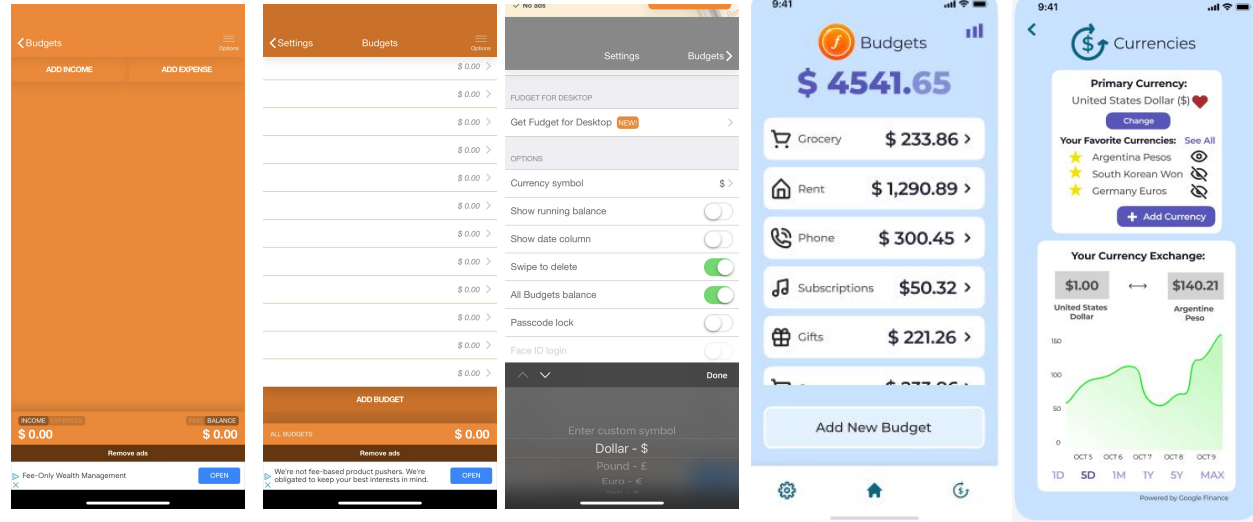 Budgets
Options
ADD INCOME
ADD EXPENSE
INCOME EXPENSES
PAID BALANCE
$ 0.00
$ 0.00
Remove ads
Fee-Only Wealth Management
OPEN
Settings
Budgets
Options
$ 0.00
$ 0.00
$ 0.00
$ 0.00
$ 0.00
$ 0.00
$ 0.00
$ 0.00
$ 0.00
$ 0.00
$ 0.00
$ 0.00
ADD BUDGET
ALL BUDGETS:
$ 0.00
Remove ads
We're not fee-based product pushers. We're
obligated to keep your best interests in mind.
OPEN
No ads
Settings
Budgets
FUDGET FOR DESKTOP
Get Fudget for Desktop NEW!
OPTIONS
Currency symbol
$
Show running balance
Show date column
Swipe to delete
All Budgets balance
Passcode lock
Face ID login
Done
Enter custom symbol
Dollar - $
Pound - £
Euro - €
9:41
Budgets
$ 4541.65
Grocery $ 233.86
Rent $ 1,290.89
Phone $ 300.45
Subscriptions $50.32
Gifts $ 221.26
Add New Budget
9:41
Currencies
Primary Currency:
United States Dollar ($)
Change
Your Favorite Currencies: See All
Argentina Pesos
South Korean Won
Germany Euros
+ Add Currency
Your Currency Exchange:
$1.00 $140.21
United States
Dollar
Argentine
Peso
150
100
50
0
OCT 5 OCT 6 OCT 7 OCT 8 OCT 9
1D 5D 1M 1Y 5Y MAX
Powered by Google Finance